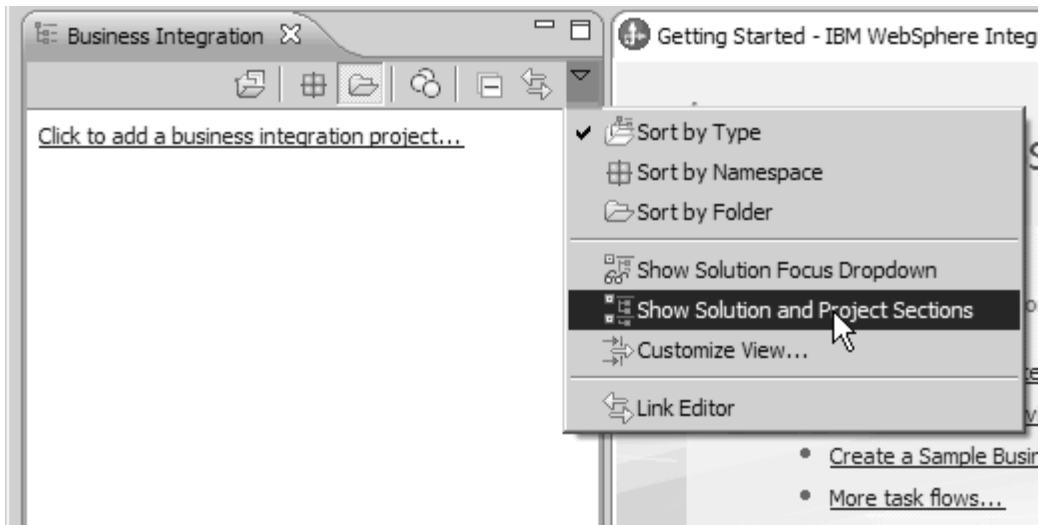 Business Integration
Getting Started - IBM WebSphere Integ
Click to add a business integration project...
Sort by Type
Sort by Namespace
Sort by Folder
Show Solution Focus Dropdown
Show Solution and Project Sections
Customize View...
Link Editor
Create a Sample Busin
More task flows...